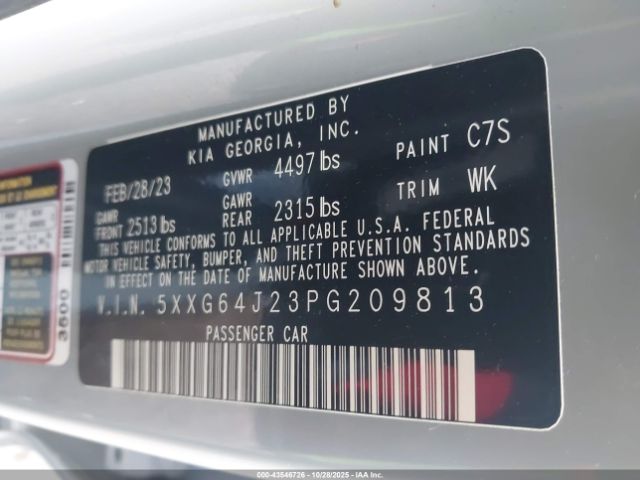 MANUFACTURED BY
KIA GEORGIA, INC.
FEB/28/23 GVWR 4497 lbs PAINT C7S
GAWR FRONT 2513 lbs GAWR REAR 2315 lbs TRIM WK
THIS VEHICLE CONFORMS TO ALL APPLICABLE U.S.A. FEDERAL
MOTOR VEHICLE SAFETY, BUMPER, AND THEFT PREVENTION STANDARDS
IN EFFECT ON THE DATE OF MANUFACTURE SHOWN ABOVE.
V.I.N. 5XXG64J23PG209813
PASSENGER CAR
3600
000-43546726 • 10/28/2025 • IAA Inc.